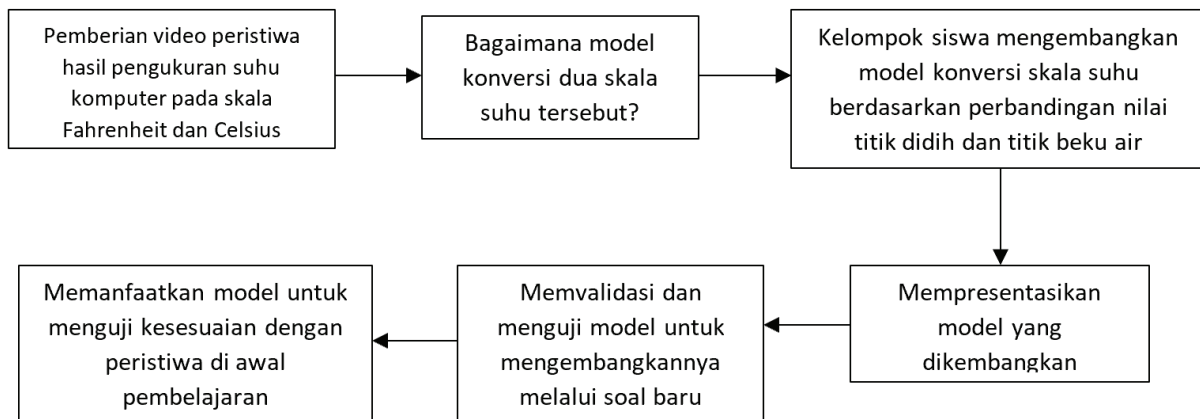 Pemberian video peristiwa
hasil pengukuran suhu
komputer pada skala
Fahrenheit dan Celsius
Bagaimana model
konversi dua skala
suhu tersebut?
Kelompok siswa mengembangkan
model konversi skala suhu
berdasarkan perbandingan nilai
titik didih dan titik beku air
Mempresentasikan
model yang
dikembangkan
Memvalidasi dan
menguji model untuk
mengembangkannya
melalui soal baru
Memanfaatkan model untuk
menguji kesesuaian dengan
peristiwa di awal
pembelajaran